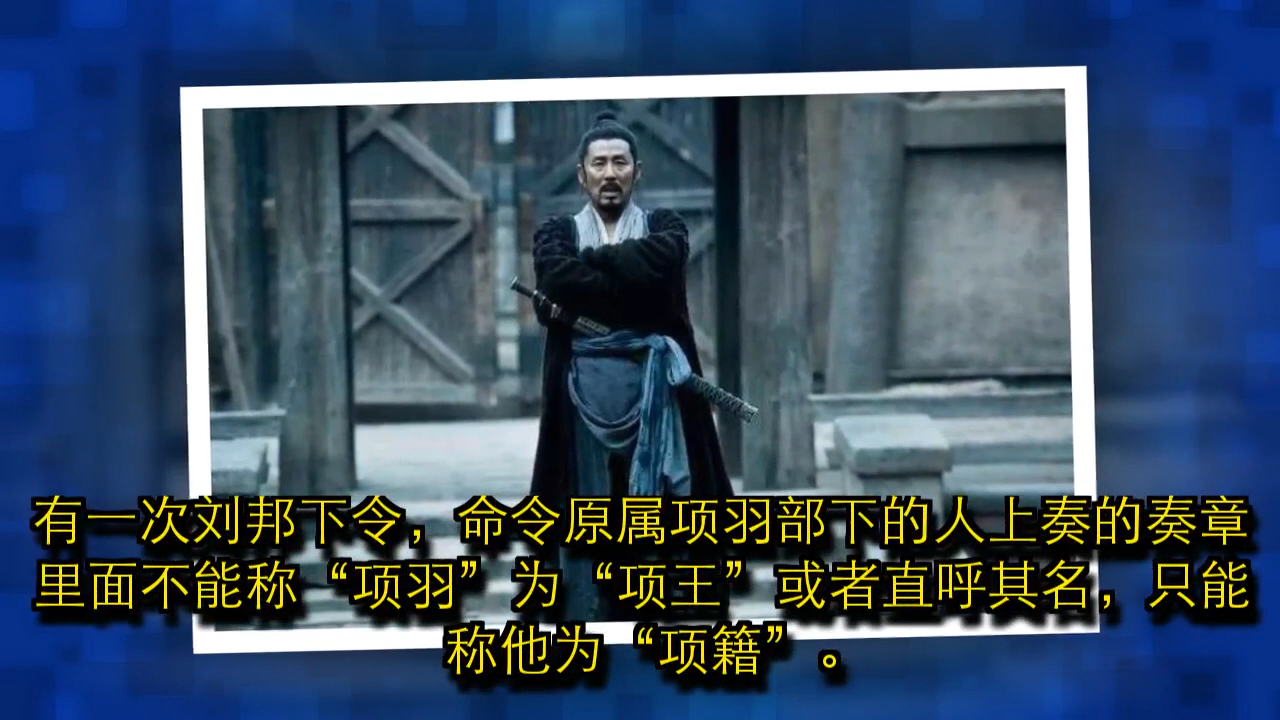 有一次刘邦下令，命令原属项羽部下的人上奏的奏章
里面不能称“项羽”为“项王”或者直呼其名，只能
称他为“项籍”。